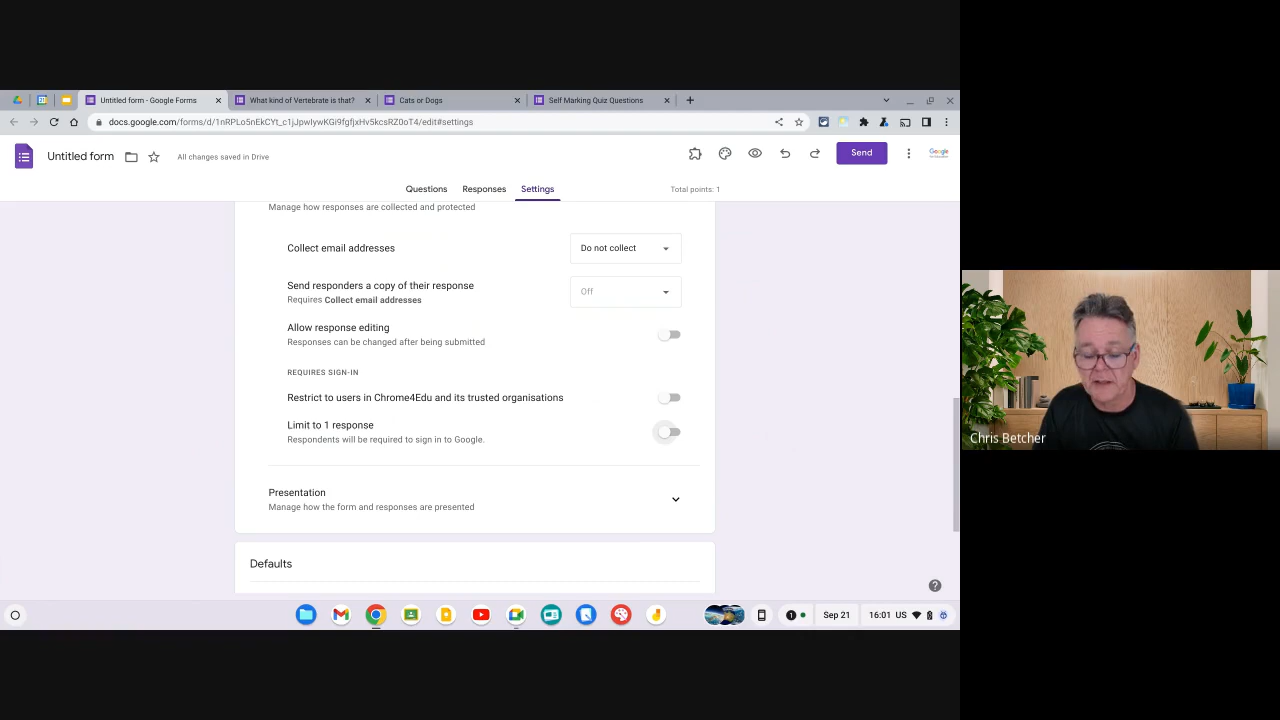 Untitled form - Google Forms
What kind of Vertebrate is that?
Cats or Dogs
Self Marking Quiz Questions
docs.google.com/forms/d/1nRPLo5nEkCYt_c1jJpwIywKGi9fgfjxHv5kcsRZ0oT4/edit#settings
Untitled form
All changes saved in Drive
Send
Google
for Education
Questions
Responses
Settings
Total points: 1
Manage how responses are collected and protected
Collect email addresses
Do not collect
Send responders a copy of their response
Requires Collect email addresses
Off
Allow response editing
Responses can be changed after being submitted
REQUIRES SIGN-IN
Restrict to users in Chrome4Edu and its trusted organisations
Limit to 1 response
Respondents will be required to sign in to Google.
Chris Betcher
Presentation
Manage how the form and responses are presented
Defaults
1
Sep 21
16:01 US